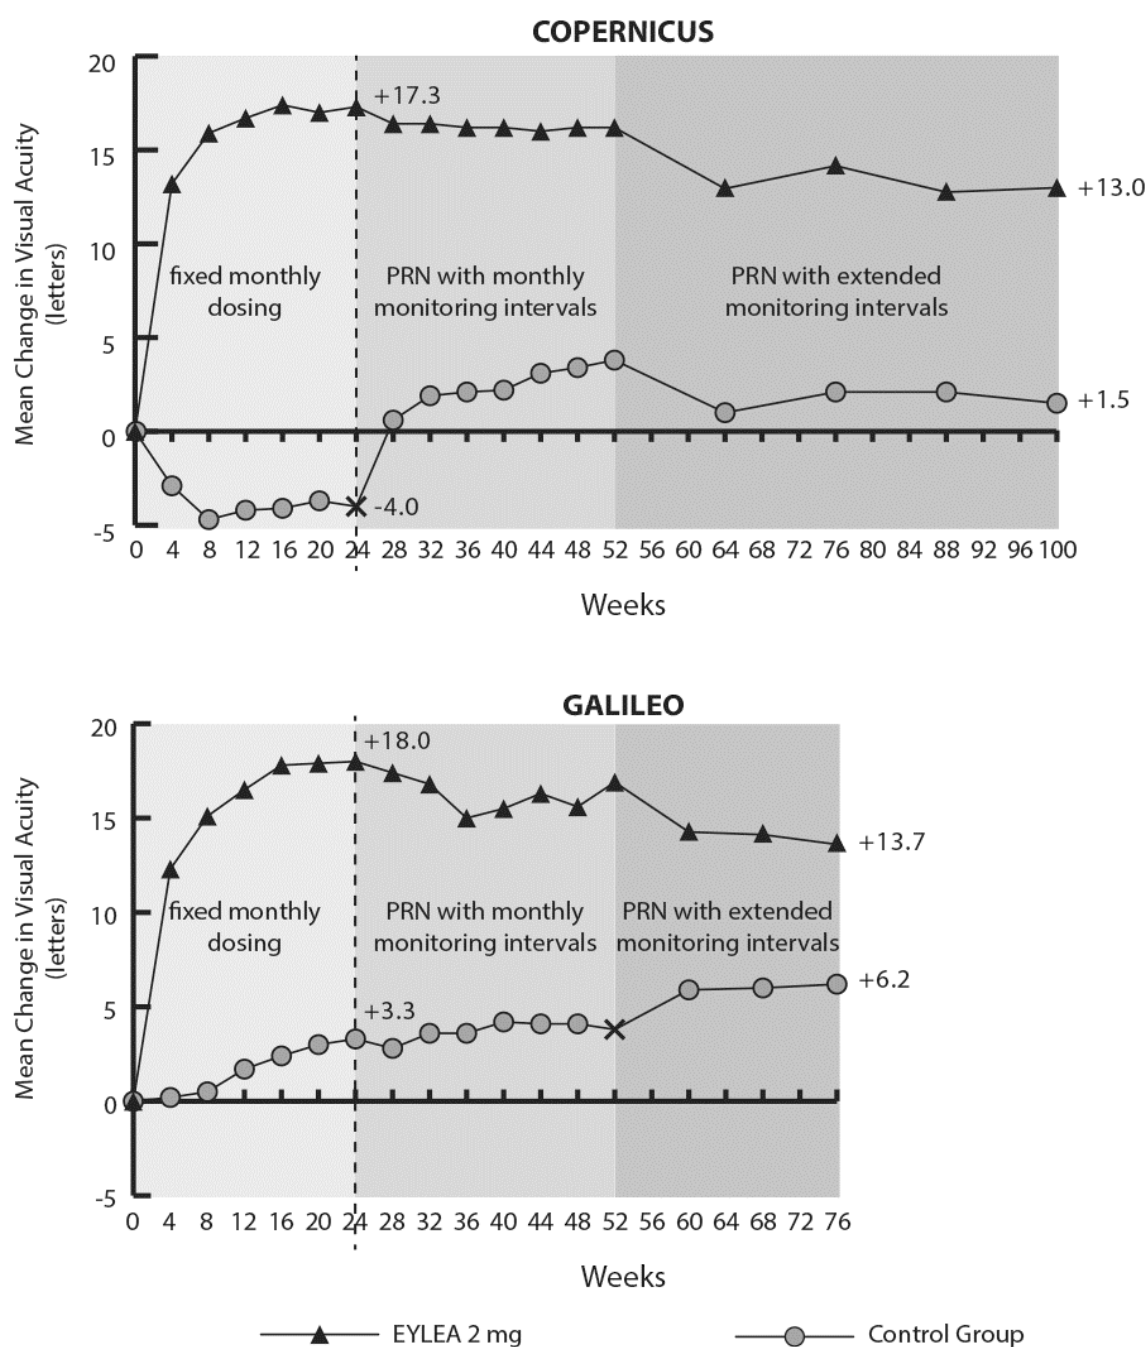 COPERNICUS
Mean Change in Visual Acuity
(letters)
20
15
10
5
0
-5
+17.3
+13.0
fixed monthly
dosing
PRN with monthly
monitoring intervals
PRN with extended
monitoring intervals
+1.5
-4.0
0 4 8 12 16 20 24 28 32 36 40 44 48 52 56 60 64 68 72 76 80 84 88 92 96 100
Weeks
GALILEO
Mean Change in Visual Acuity
(letters)
20
15
10
5
0
-5
+18.0
+13.7
fixed monthly
dosing
PRN with monthly
monitoring intervals
PRN with extended
monitoring intervals
+3.3
+6.2
0 4 8 12 16 20 24 28 32 36 40 44 48 52 56 60 64 68 72 76
Weeks
EYLEA 2 mg
Control Group